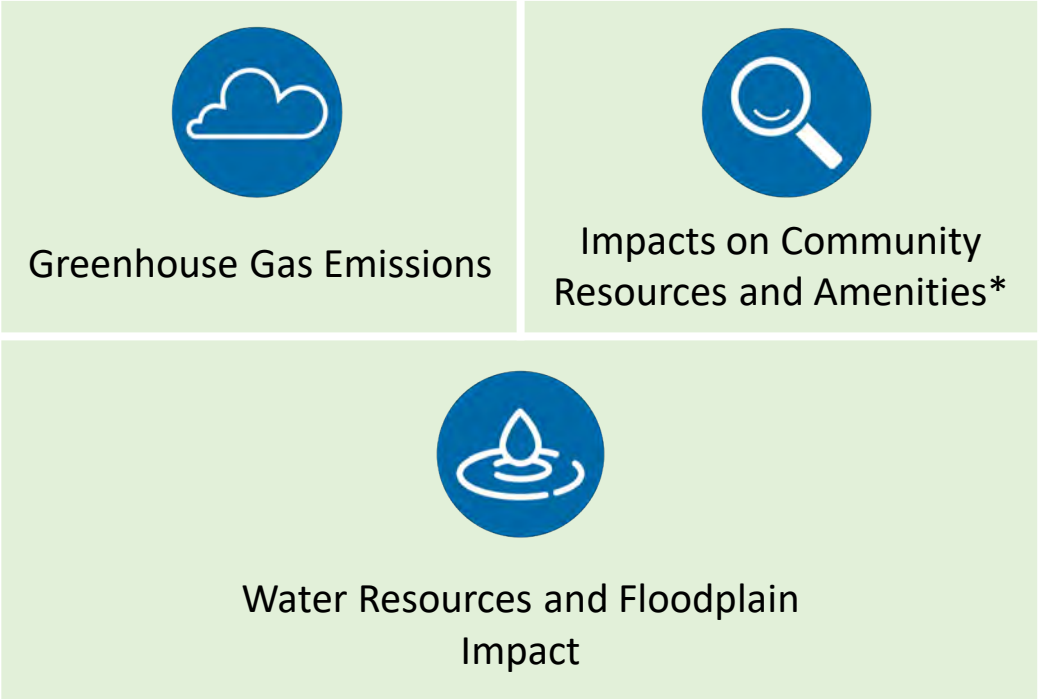 Greenhouse Gas Emissions
Impacts on Community
Resources and Amenities*
Water Resources and Floodplain
Impact